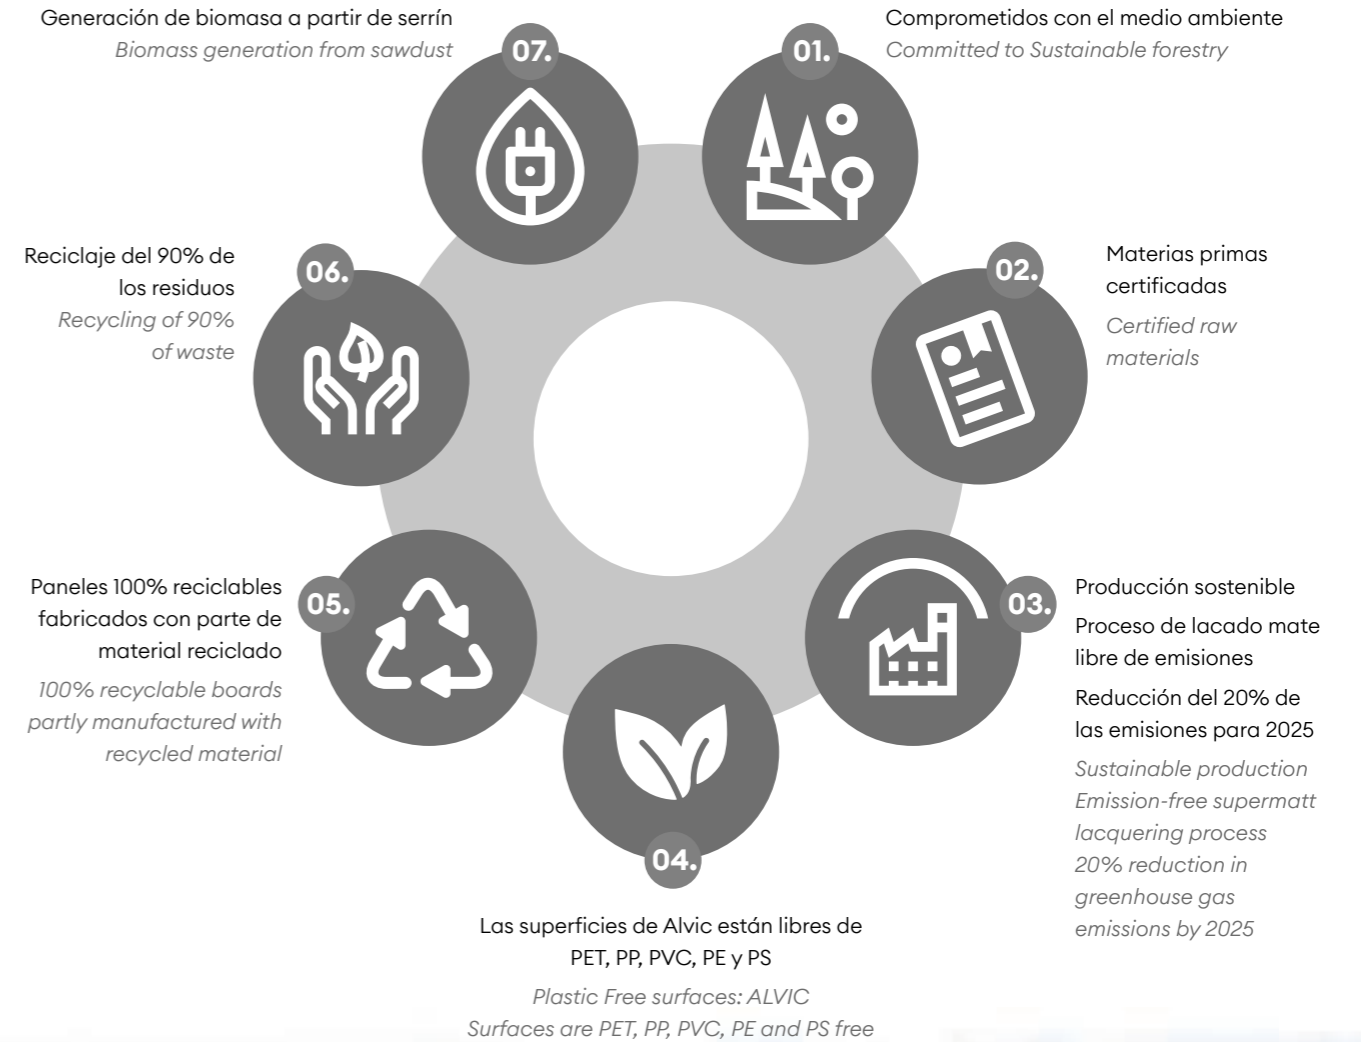 01.
Comprometidos con el medio ambiente
Committed to Sustainable forestry
02.
Materias primas
certificadas
Certified raw
materials
03.
Producción sostenible
Proceso de lacado mate
libre de emisiones
Reducción del 20% de
las emisiones para 2025
Sustainable production
Emission-free supermatt
lacquering process
20% reduction in
greenhouse gas
emissions by 2025
04.
Las superficies de Alvic están libres de
PET, PP, PVC, PE y PS
Plastic Free surfaces: ALVIC
Surfaces are PET, PP, PVC, PE and PS free
05.
Paneles 100% reciclables
fabricados con parte de
material reciclado
100% recyclable boards
partly manufactured with
recycled material
06.
Reciclaje del 90% de
los residuos
Recycling of 90%
of waste
07.
Generación de biomasa a partir de serrín
Biomass generation from sawdust